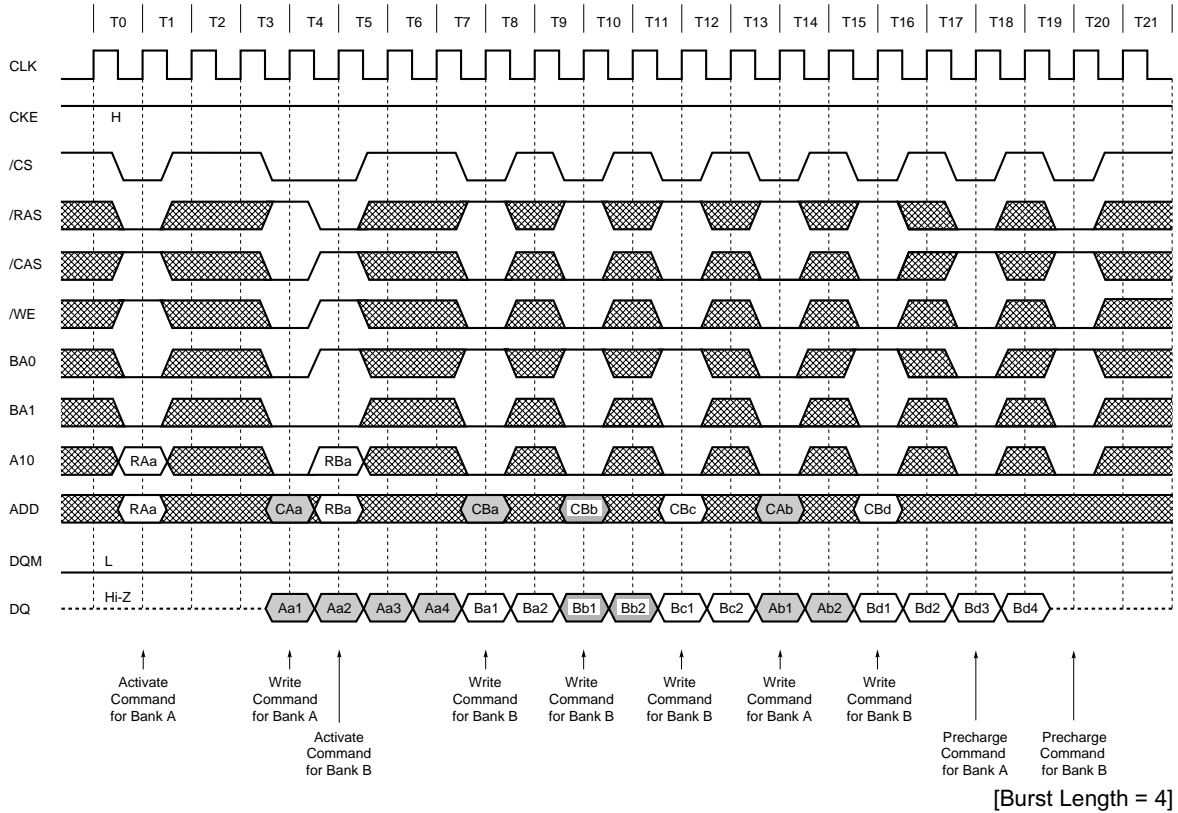 T0 T1 T2 T3 T4 T5 T6 T7 T8 T9 T10 T11 T12 T13 T14 T15 T16 T17 T18 T19 T20 T21
CLK
CKE H
/CS
/RAS
/CAS
/WE
BA0
BA1
A10 RAa RBa
ADD RAa CAa RBa CBa CBb CBc CAb CBd
DQM L
DQ Hi-Z Aa1 Aa2 Aa3 Aa4 Ba1 Ba2 Bb1 Bb2 Bc1 Bc2 Ab1 Ab2 Bd1 Bd2 Bd3 Bd4
Activate
Command
for Bank A
Write
Command
for Bank A
Activate
Command
for Bank B
Write
Command
for Bank B
Write
Command
for Bank B
Write
Command
for Bank B
Write
Command
for Bank A
Write
Command
for Bank B
Precharge
Command
for Bank A
Precharge
Command
for Bank B
[Burst Length = 4]